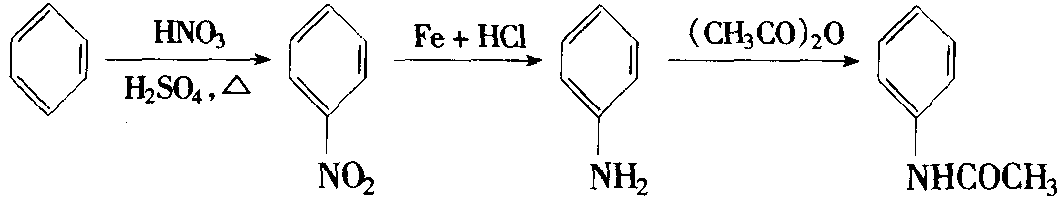 HNO₃
H₂SO₄, △
NO₂
Fe + HCl
NH₂
(CH₃CO)₂O
NHCOCH₃